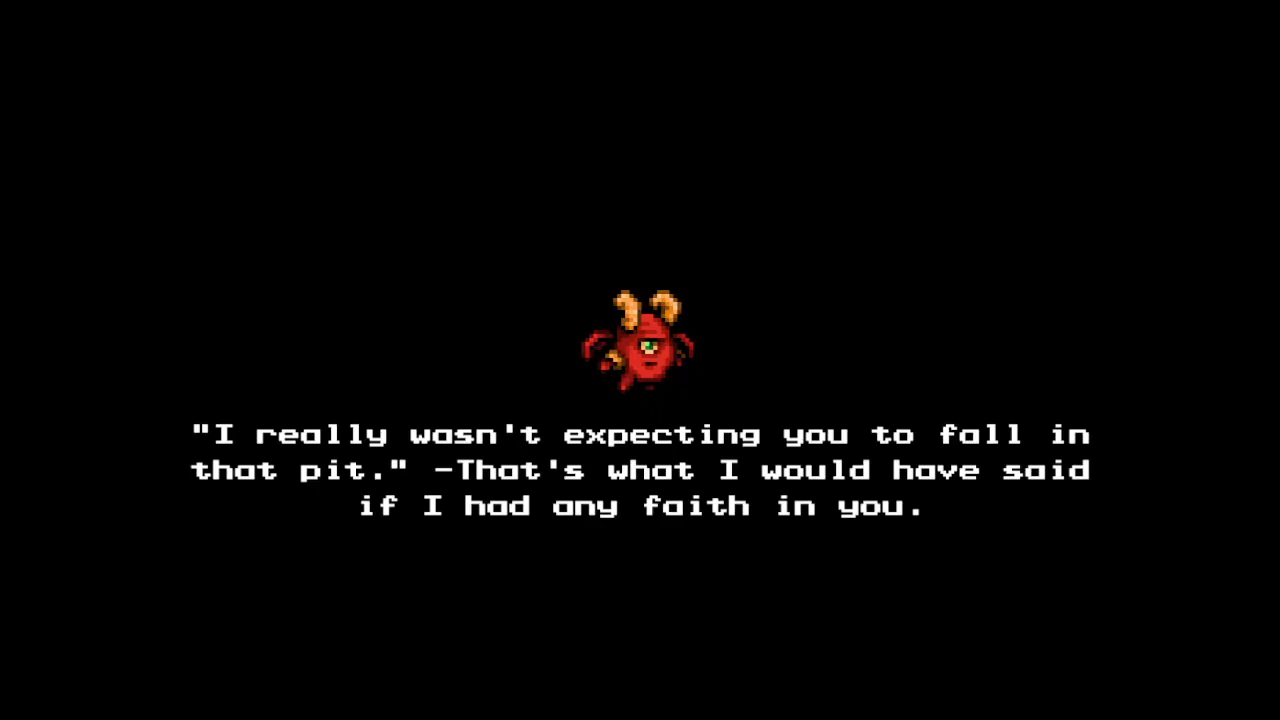 "I really wasn't expecting you to fall in
that pit." -That's what I would have said
if I had any faith in you.